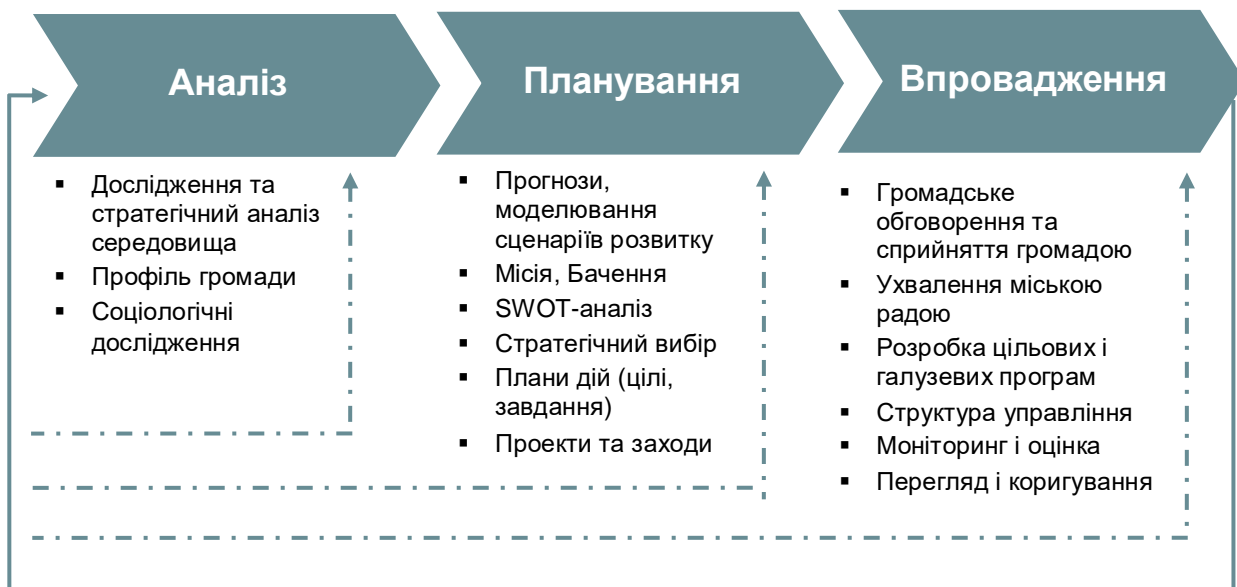 Аналіз
▪ Дослідження та
стратегічний аналіз
середовища
▪ Профіль громади
▪ Соціологічні
дослідження
Планування
▪ Прогнози,
моделювання
сценаріїв розвитку
▪ Місія, Бачення
▪ SWOT-аналіз
▪ Стратегічний вибір
▪ Плани дій (цілі,
завдання)
▪ Проекти та заходи
Впровадження
▪ Громадське
обговорення та
сприйняття громадою
▪ Ухвалення міською
радою
▪ Розробка цільових і
галузевих програм
▪ Структура управління
▪ Моніторинг і оцінка
▪ Перегляд і коригування